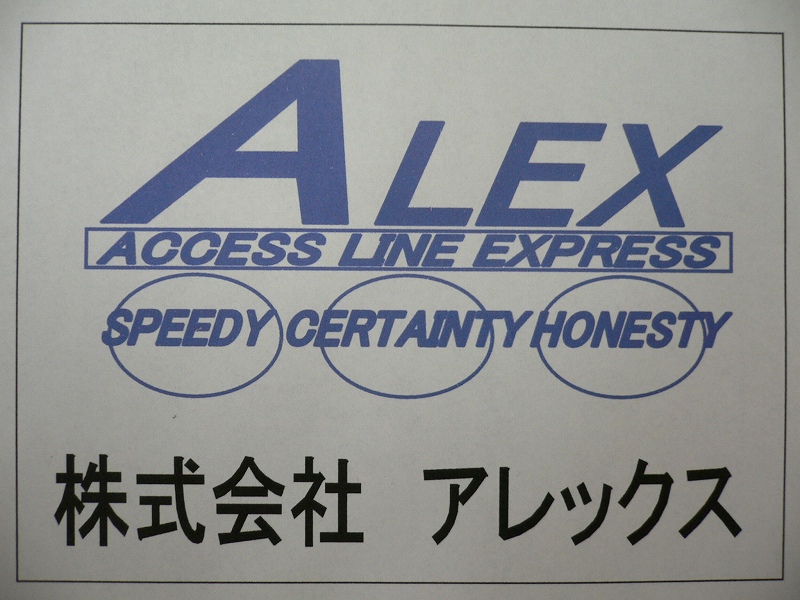 ALEX
ACCESS LINE EXPRESS
SPEEDY CERTAINTY HONESTY
株式会社 アレックス